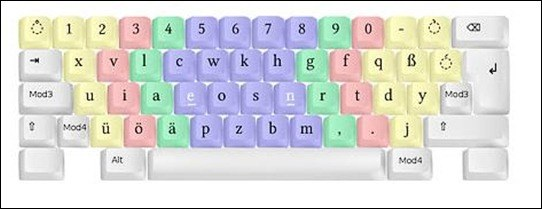 1 2 3 4 5 6 7 8 9 0 - ⌫
⇥ x v l c w k h g f q ß ↵
Mod3 u i a e o s n r t d y Mod3
⇧ Mod4 ü ö ä p z b m , . j ⇧
Alt Mod4